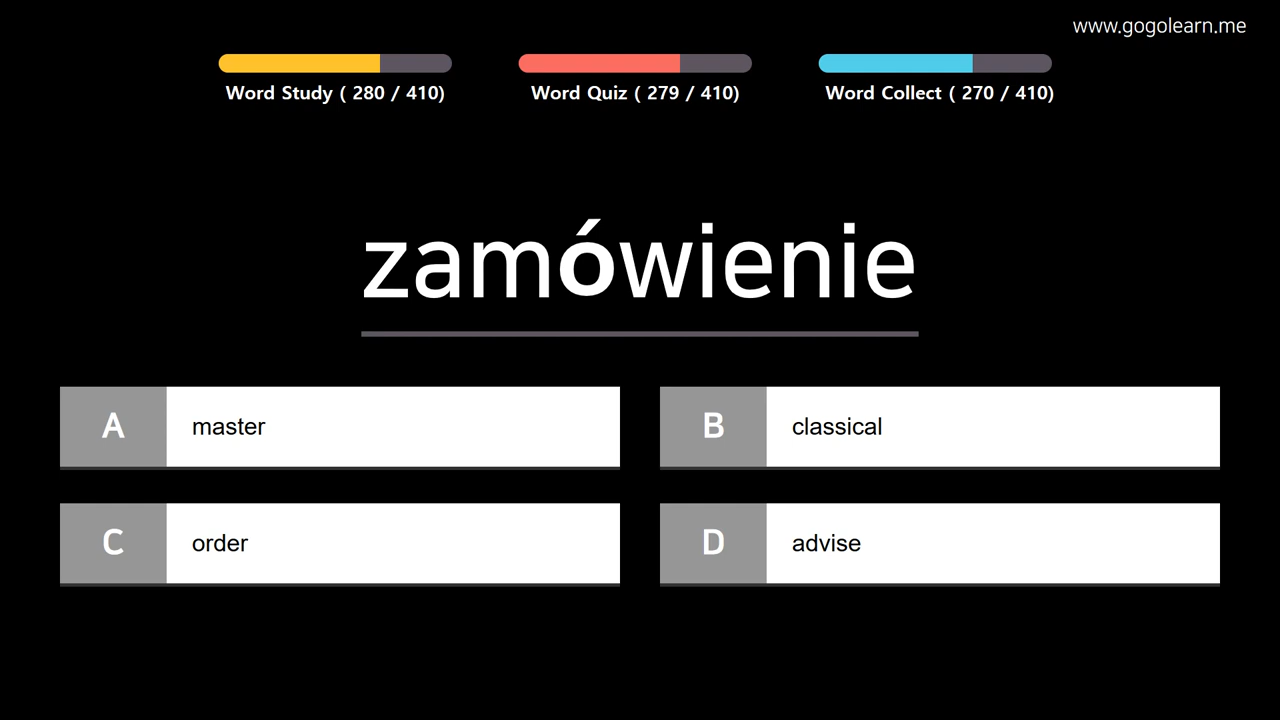 www.gogolearn.me
Word Study ( 280 / 410)
Word Quiz ( 279 / 410)
Word Collect ( 270 / 410)
zamówienie
A master
B classical
C order
D advise